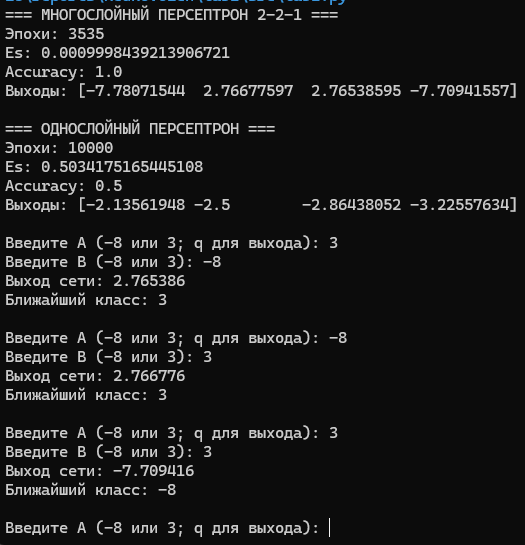 === МНОГОСЛОЙНЫЙ ПЕРСЕПТРОН 2-2-1 ===
Эпохи: 3535
Es: 0.0009998439213906721
Accuracy: 1.0
Выходы: [-7.78071544  2.76677597  2.76538595 -7.70941557]
=== ОДНОСЛОЙНЫЙ ПЕРСЕПТРОН ===
Эпохи: 10000
Es: 0.5034175165445108
Accuracy: 0.5
Выходы: [-2.13561948 -2.5        -2.86438052 -3.22557634]
Введите A (-8 или 3; q для выхода): 3
Введите B (-8 или 3): -8
Выход сети: 2.765386
Ближайший класс: 3
Введите A (-8 или 3; q для выхода): -8
Введите B (-8 или 3): 3
Выход сети: 2.766776
Ближайший класс: 3
Введите A (-8 или 3; q для выхода): 3
Введите B (-8 или 3): 3
Выход сети: -7.709416
Ближайший класс: -8
Введите A (-8 или 3; q для выхода):